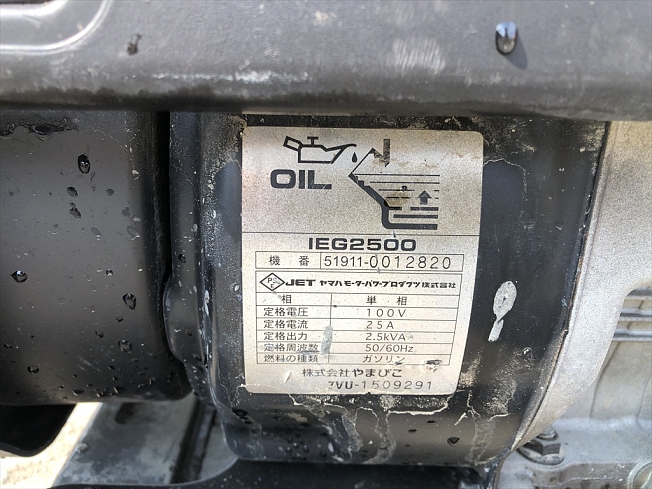 OIL
IEG2500
機番 51911-0012820
PS E JET ヤマハモーターパワープロダクツ株式会社
相 単相
定格電圧 100V
定格電流 25A
定格出力 2.5kVA
定格周波数 50/60Hz
燃料の種類 ガソリン
株式会社やまびこ
7VU-1509291